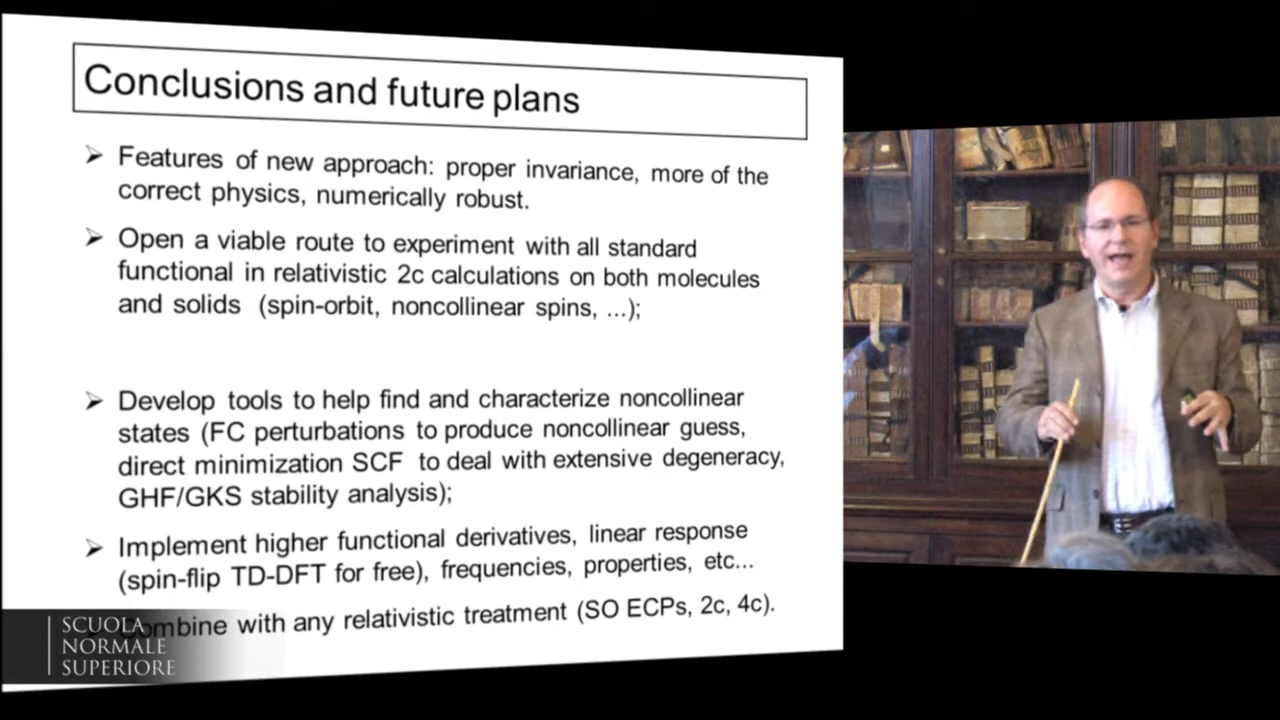 Conclusions and future plans
➢ Features of new approach: proper invariance, more of the
correct physics, numerically robust.
➢ Open a viable route to experiment with all standard
functional in relativistic 2c calculations on both molecules
and solids (spin-orbit, noncollinear spins, ...);
➢ Develop tools to help find and characterize noncollinear
states (FC perturbations to produce noncollinear guess,
direct minimization SCF to deal with extensive degeneracy,
GHF/GKS stability analysis);
➢ Implement higher functional derivatives, linear response
(spin-flip TD-DFT for free), frequencies, properties, etc...
➢ Combine with any relativistic treatment (SO ECPs, 2c, 4c).
SCUOLA
NORMALE
SUPERIORE